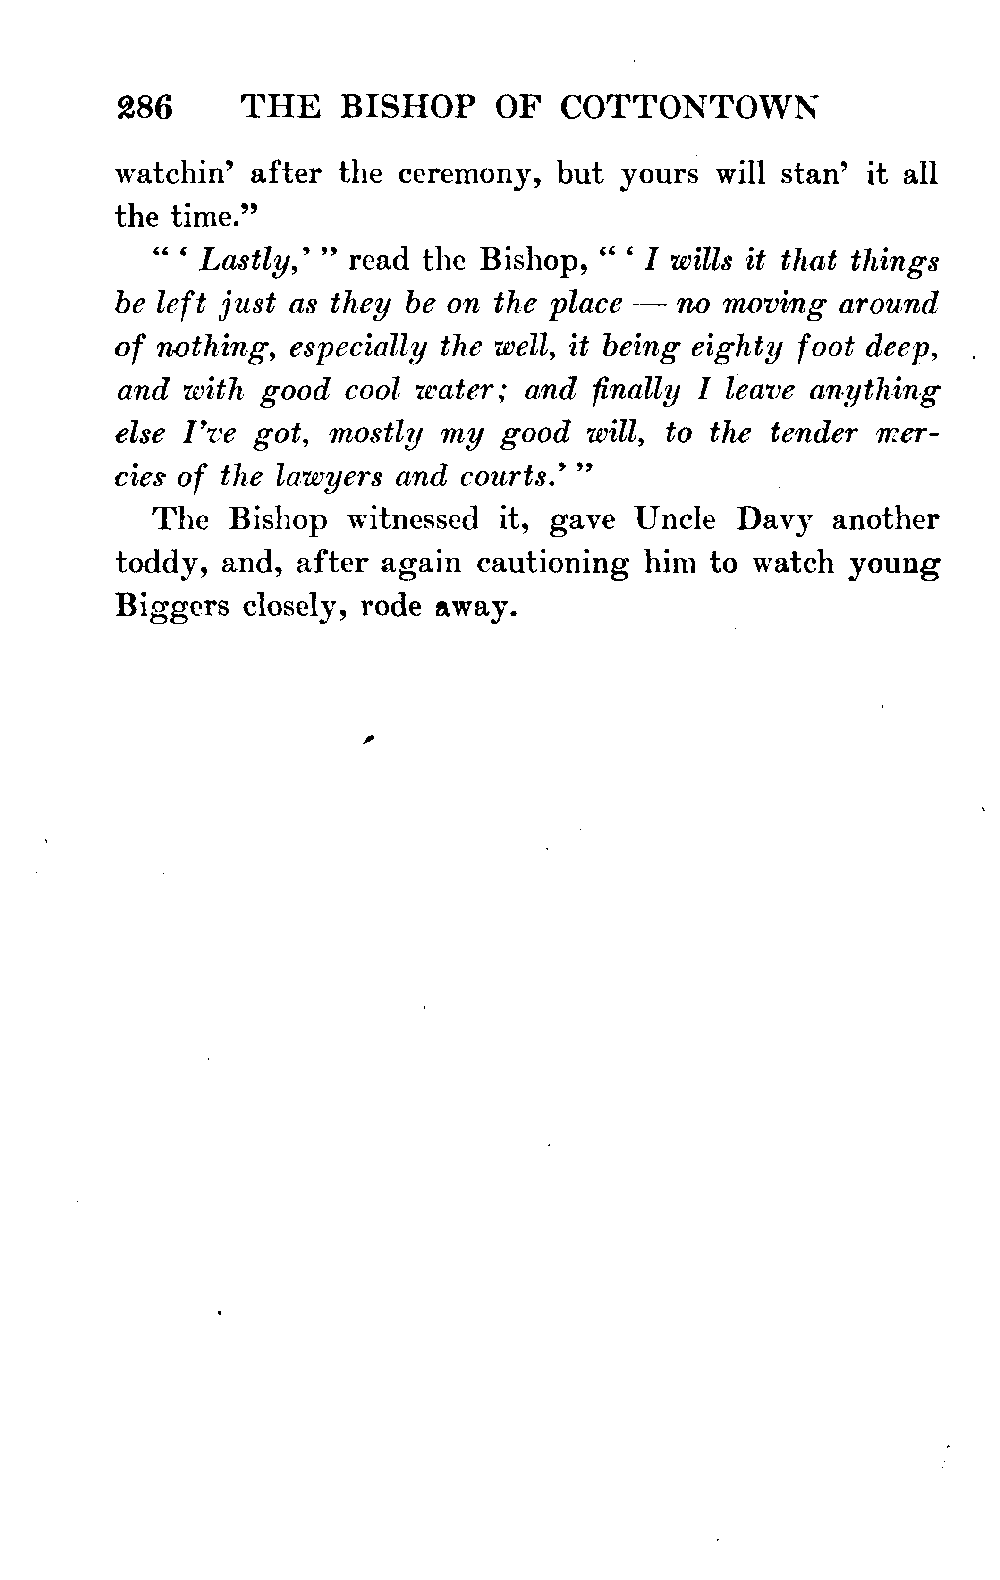 286 THE BISHOP OF COTTONTOWN
watchin' after the ceremony, but yours will stan' it all
the time."
" ' Lastly,' " read the Bishop, " ' I wills it that things
be left just as they be on the place — no moving around
of nothing, especially the well, it being eighty foot deep,
and with good cool water; and finally I leave anything
else I've got, mostly my good will, to the tender mer-
cies of the lawyers and courts.' "
The Bishop witnessed it, gave Uncle Davy another
toddy, and, after again cautioning him to watch young
Biggers closely, rode away.